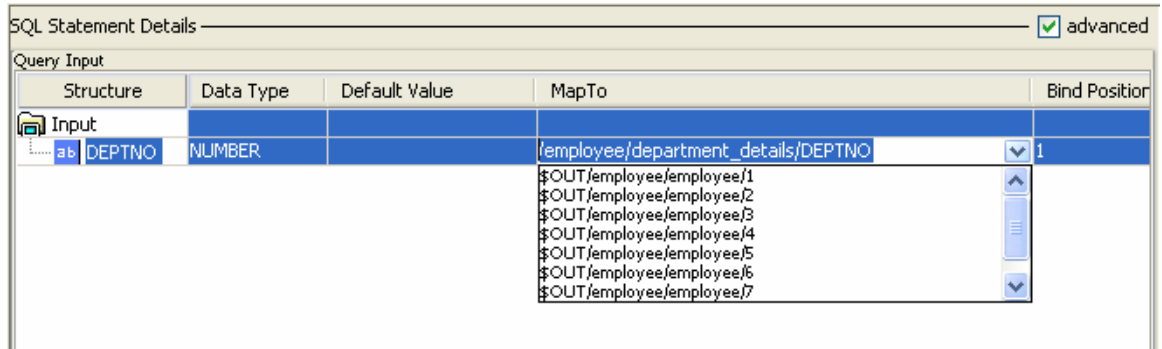 SQL Statement Details advanced
Query Input
Structure Data Type Default Value MapTo Bind Position
Input
ab DEPTNO NUMBER /employee/department_details/DEPTNO 1
$OUT/employee/employee/1
$OUT/employee/employee/2
$OUT/employee/employee/3
$OUT/employee/employee/4
$OUT/employee/employee/5
$OUT/employee/employee/6
$OUT/employee/employee/7